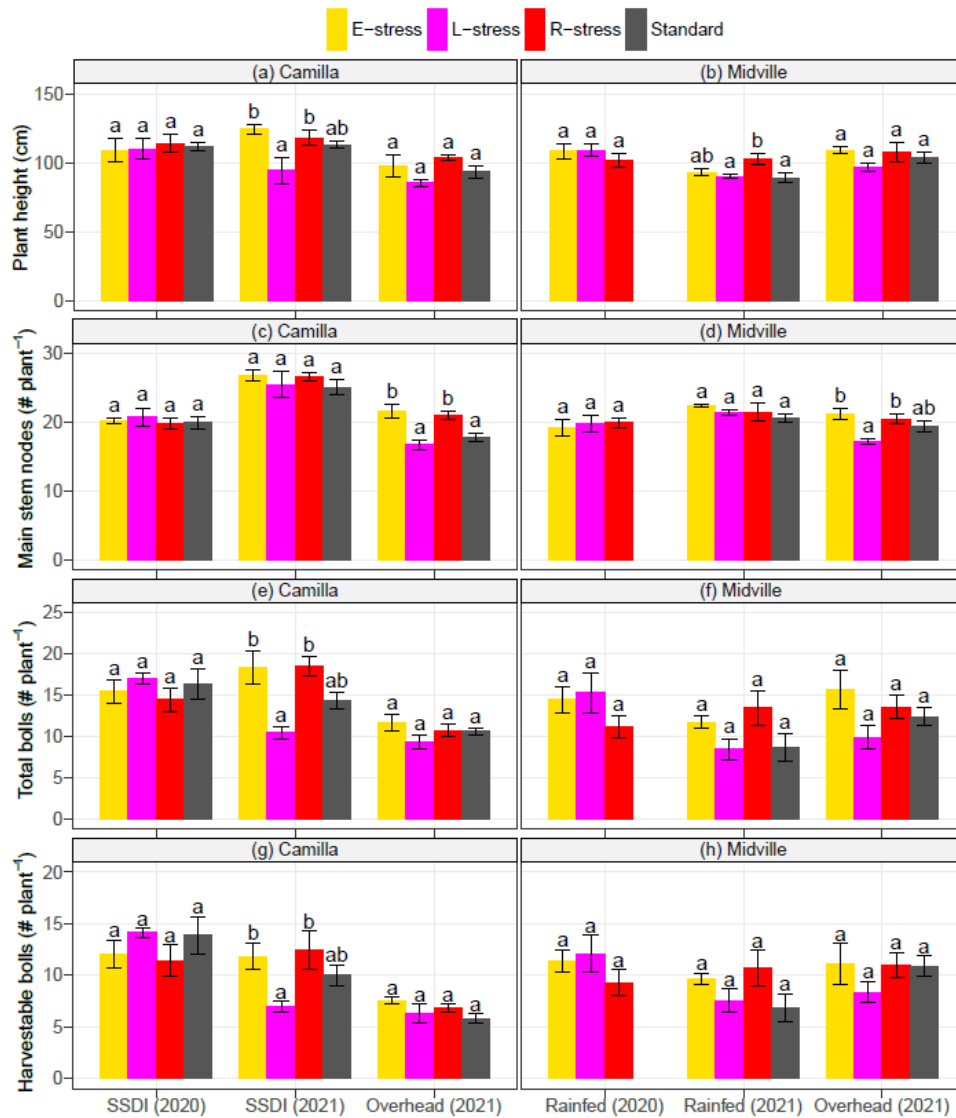 E−stress L−stress R−stress Standard
(a) Camilla
(b) Midville
Plant height (cm)
150
100
50
0
a a a a b a b ab a a a a
a a a ab a b a a a a a
(c) Camilla
(d) Midville
Main stem nodes (# plant⁻¹)
30
20
10
0
a a a a a a a a b a b a
a a a a a a a b a b ab
(e) Camilla
(f) Midville
Total bolls (# plant⁻¹)
25
20
15
10
5
0
a a a a b a b ab a a a a
a a a a a a a a a a a
(g) Camilla
(h) Midville
Harvestable bolls (# plant⁻¹)
20
15
10
5
0
a a a a b a b ab a a a a
a a a a a a a a a a a
SSDI (2020) SSDI (2021) Overhead (2021) Rainfed (2020) Rainfed (2021) Overhead (2021)